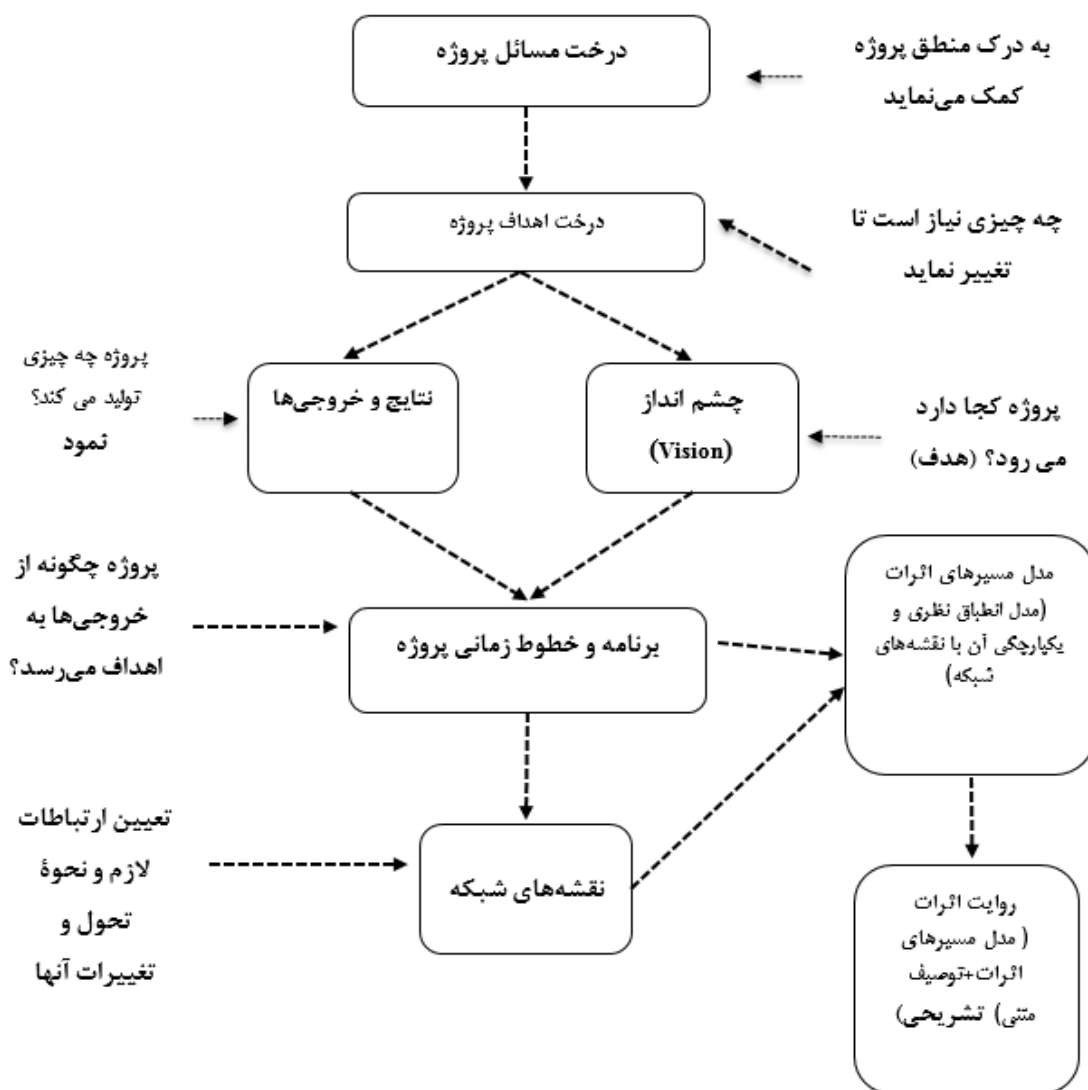 درخت مسائل پروژه
به درک منطق پروژه
کمک می‌نماید
درخت اهداف پروژه
چه چیزی نیاز است تا
تغییر نماید
چشم انداز
(Vision)
پروژه کجا دارد
می رود؟ (هدف)
نتایج و خروجی‌ها
پروژه چه چیزی
تولید می کند؟
نمود
برنامه و خطوط زمانی پروژه
پروژه چگونه از
خروجی‌ها به
اهداف می‌رسد؟
مدل مسیرهای اثرات
(مدل انطباق نظری و
یکپارچگی آن با نقشه‌های
شبکه)
نقشه‌های شبکه
تعیین ارتباطات
لازم و نحوۀ
تحول و
تغییرات آنها
روایت اثرات
( مدل مسیرهای
اثرات+توصیف
متنی) تشریحی)